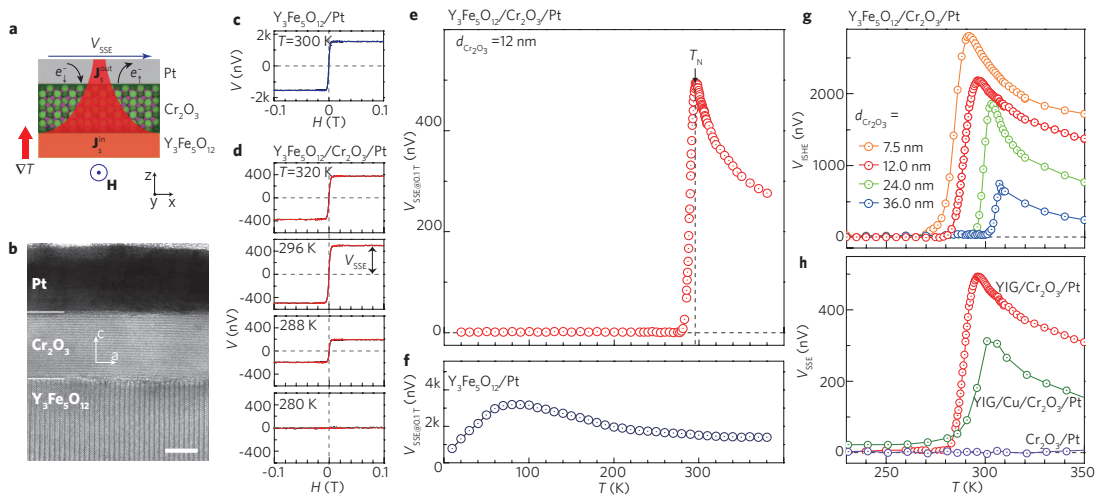 a
V_SSE
e⁻↓
J_s^out
e⁻↑
Pt
Cr₂O₃
J_s^in
Y₃Fe₅O₁₂
∇T
H
z
y
x
b
Pt
Cr₂O₃
c
a
Y₃Fe₅O₁₂
c
Y₃Fe₅O₁₂/Pt
2k
T=300 K
0
-2k
V (nV)
-0.1 0 0.1
H (T)
d
Y₃Fe₅O₁₂/Cr₂O₃/Pt
T=320 K
400
0
-400
296 K
400
V_SSE
0
-400
288 K
400
0
-400
280 K
400
0
-400
V (nV)
-0.1 0 0.1
H (T)
e
Y₃Fe₅O₁₂/Cr₂O₃/Pt
d_Cr₂O₃ =12 nm
T_N
400
200
0
V_SSE@0.1 T (nV)
f
Y₃Fe₅O₁₂/Pt
4k
2k
0
V_SSE@0.1 T (nV)
0 100 200 300 400
T (K)
g
Y₃Fe₅O₁₂/Cr₂O₃/Pt
2000
1000
0
V_ISHE (nV)
d_Cr₂O₃ =
7.5 nm
12.0 nm
24.0 nm
36.0 nm
h
YIG/Cr₂O₃/Pt
YIG/Cu/Cr₂O₃/Pt
Cr₂O₃/Pt
400
200
0
V_SSE (nV)
250 300 350
T (K)